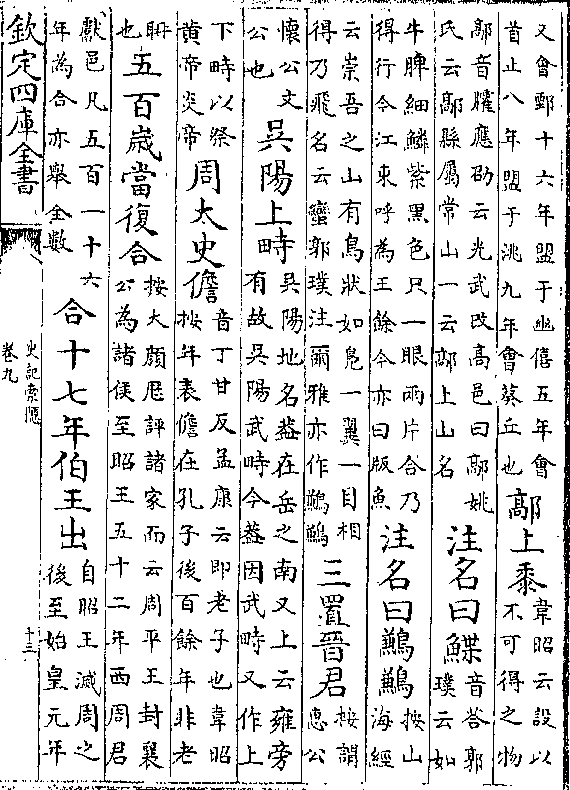 又會鄄十六年盟于幽僖五年會
首止八年盟于洮九年會葵丘也
鄗上黍
韋昭云設以
不可得之物
鄗音臛應劭云光武改高邑曰鄗姚
氏云鄗縣屬常山一云鄗上山名
注名曰鰈
音荅郭
璞云如
牛脾細鱗紫黑色只一眼兩片合乃
得行今江東呼為王餘今亦曰版魚
注名曰鶼鶼
按山
海經
云崇吾之山有鳥狀如鳧一翼一目相
得乃飛名云蠻郭璞注爾雅亦作鶼鶼
三置晉君
按謂
惠公
懷公文
公也
吳陽上畤
吳陽地名葢在岳之南又上云雍旁
有故吳陽武畤今葢因武畤又作上
下畤以祭
黃帝炎帝
周太史儋
音丁甘反孟康云即老子也韋昭
按年表儋在孔子後百餘年非老
聃
也
五百歳當復合
按大顔歴評諸家而云周平王封襄
公為諸侯至昭王五十二年西周君
獻邑凡五百一十六
年為合亦舉全數
合十七年伯王出
自昭王滅周之
後至始皇元年
欽定四庫全書
史記索隱
卷九
十三